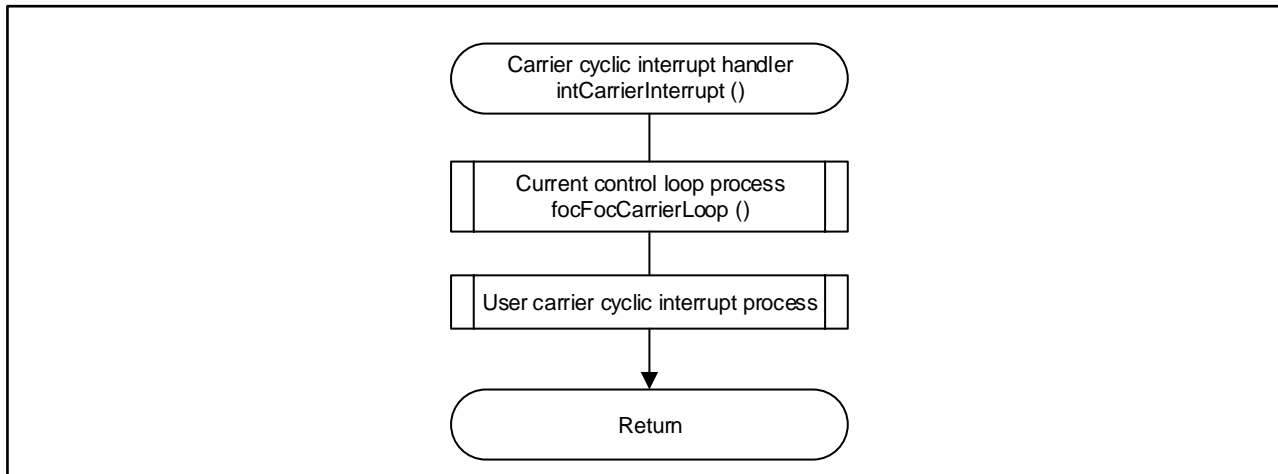 Carrier cyclic interrupt handler
intCarrierInterrupt ()
Current control loop process
focFocCarrierLoop ()
User carrier cyclic interrupt process
Return